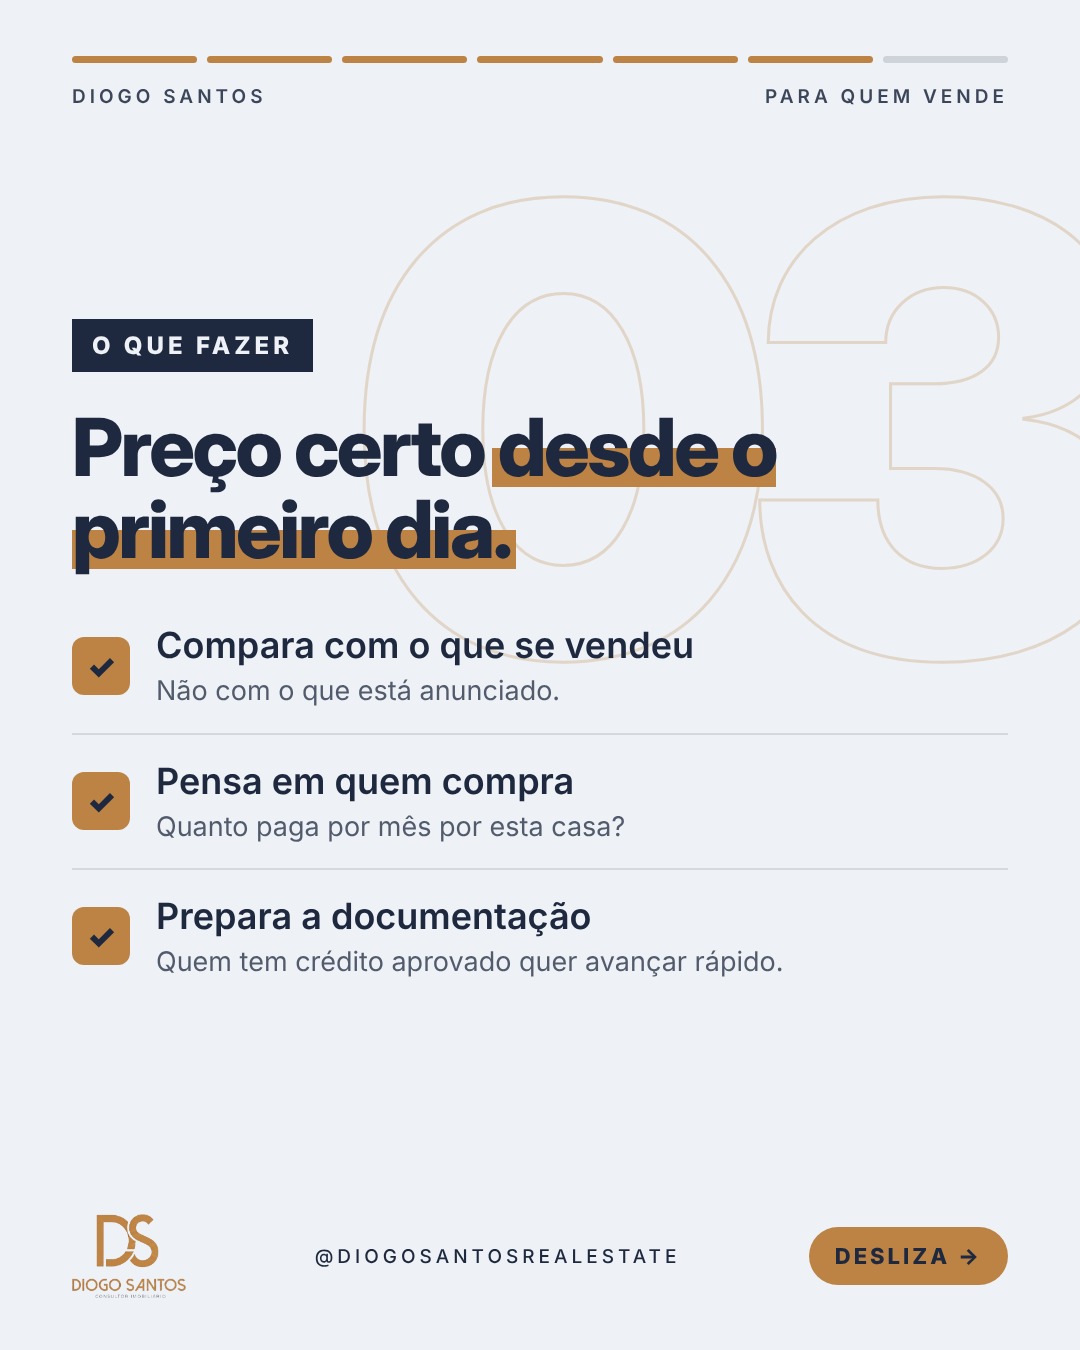 DIOGO SANTOS
PARA QUEM VENDE
03
O QUE FAZER
Preço certo desde o
primeiro dia.
Compara com o que se vendeu
Não com o que está anunciado.
Pensa em quem compra
Quanto paga por mês por esta casa?
Prepara a documentação
Quem tem crédito aprovado quer avançar rápido.
DS
DIOGO SANTOS
CONSULTOR IMOBILIÁRIO
@DIOGOSANTOSREALESTATE
DESLIZA →